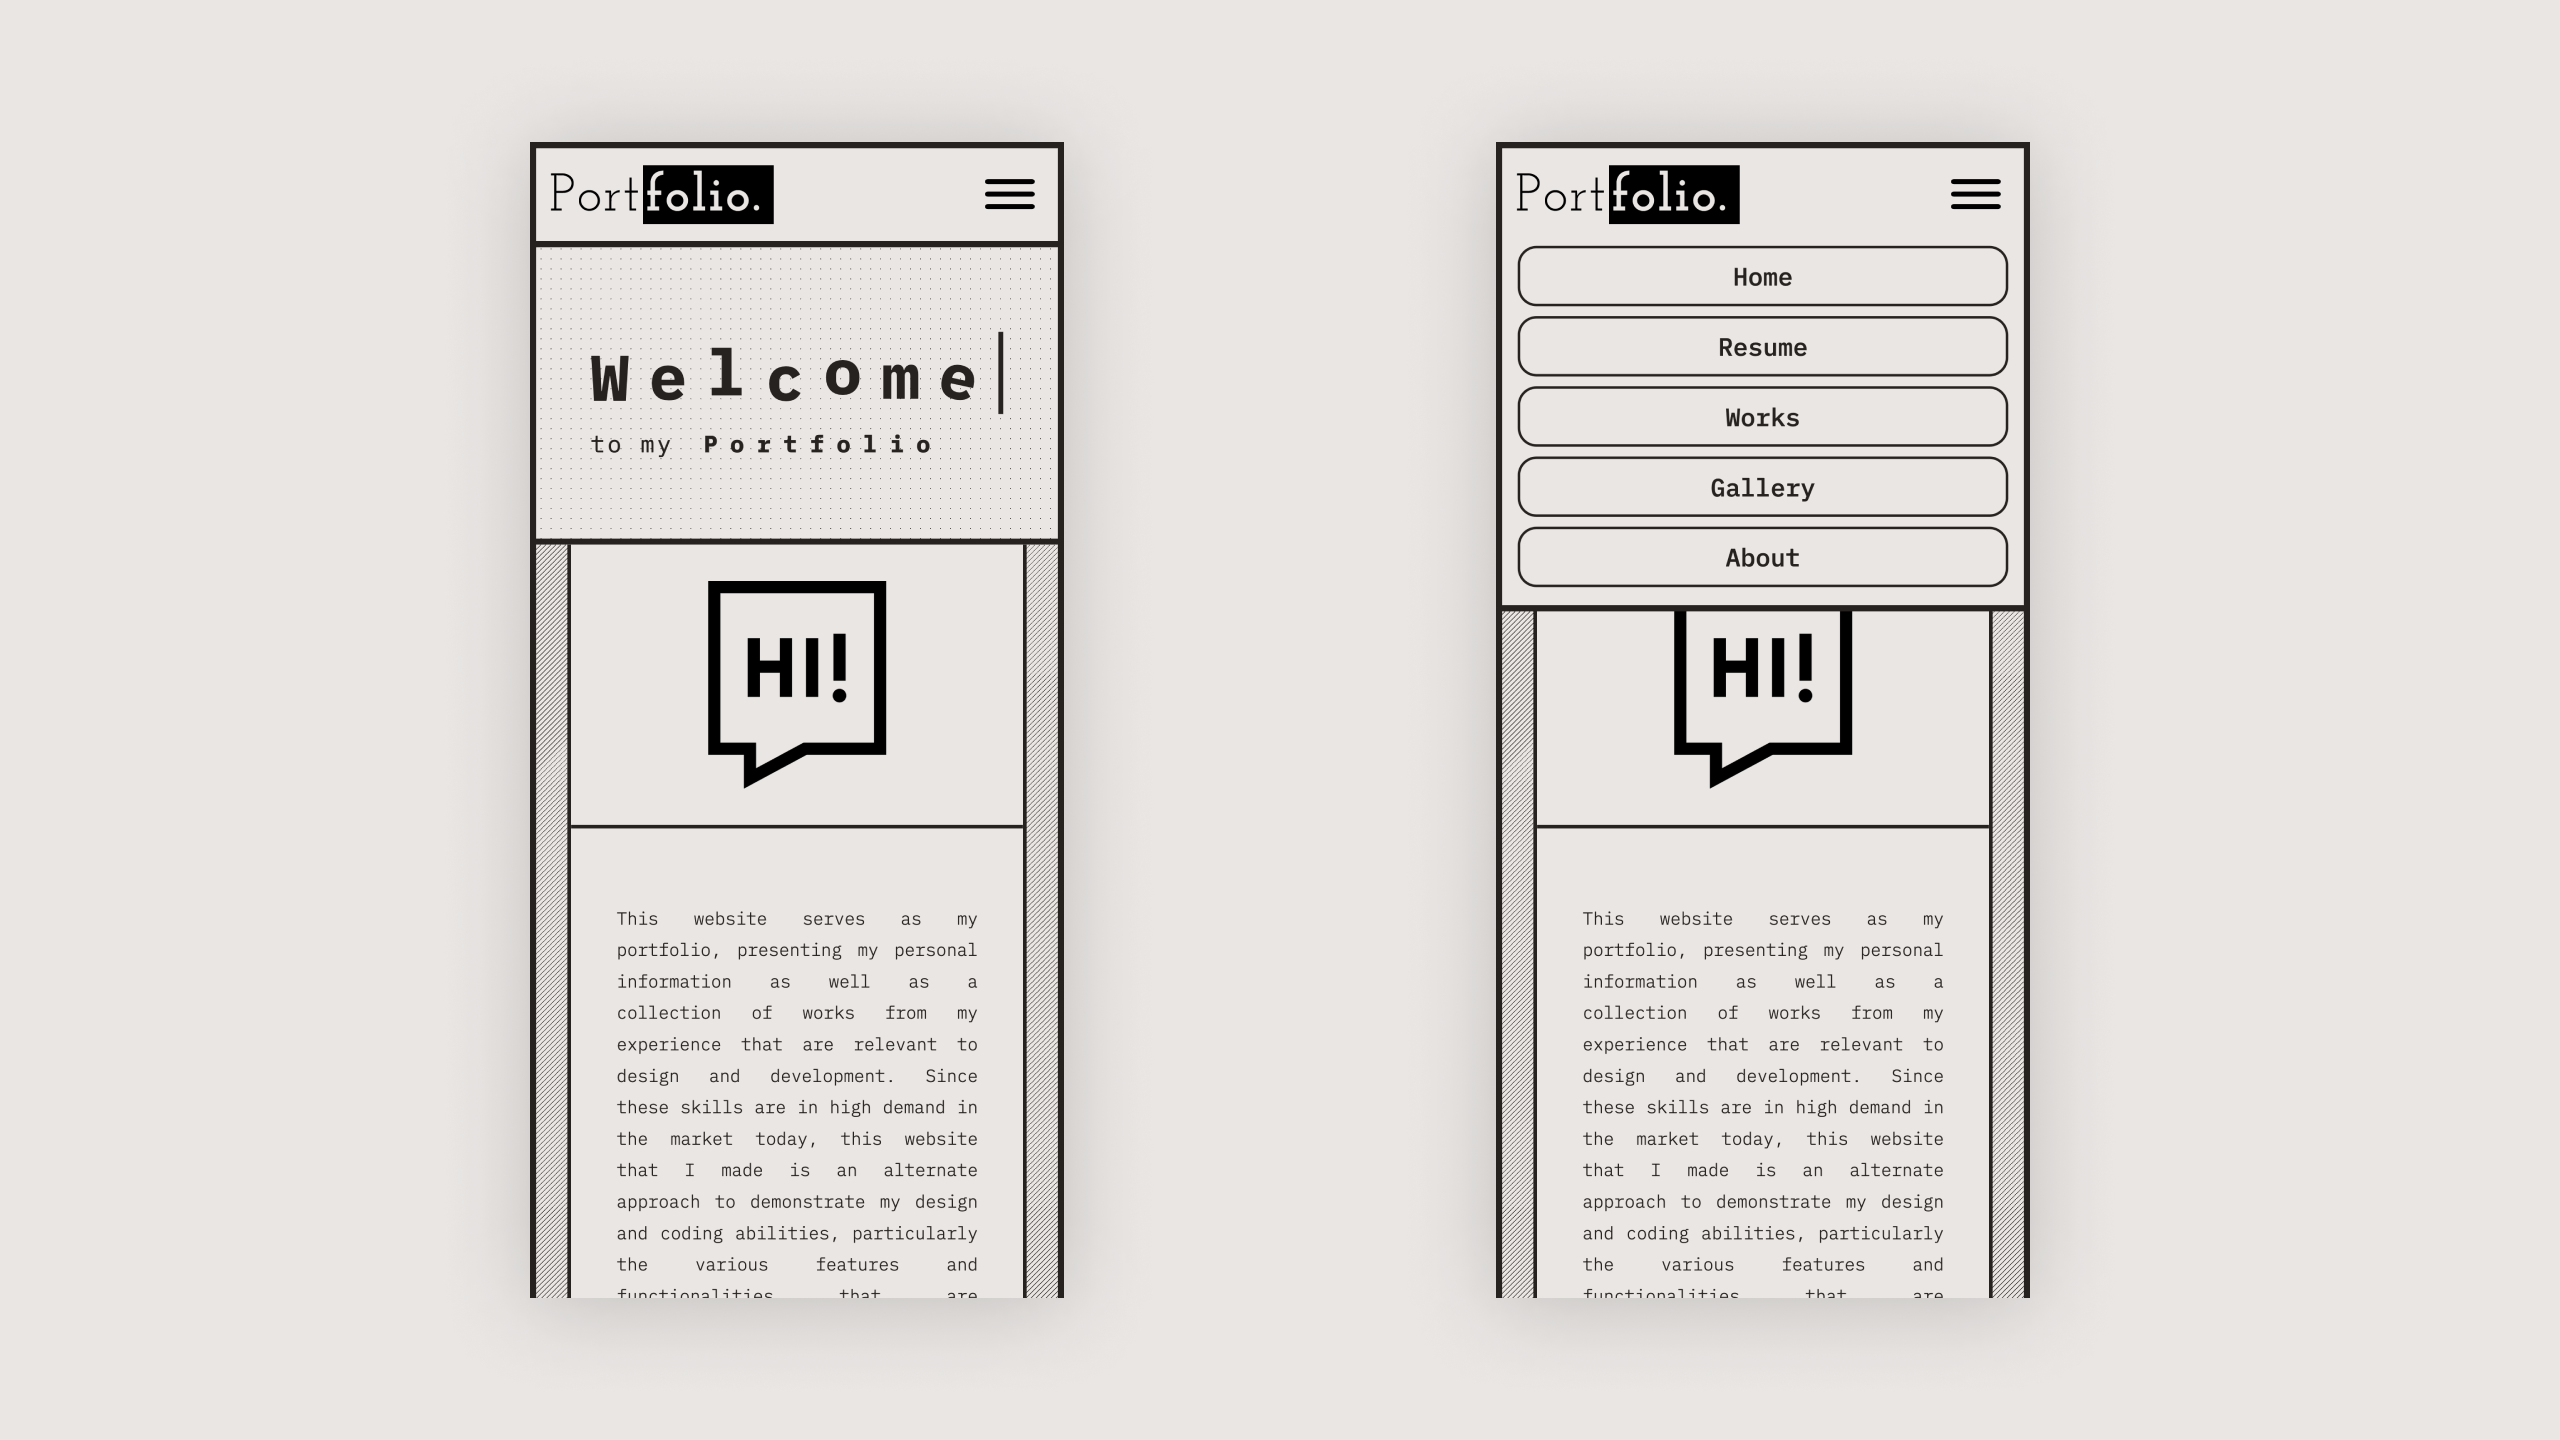 Portfolio.
Welcome
to my Portfolio
HI!
This website serves as my
portfolio, presenting my personal
information as well as a
collection of works from my
experience that are relevant to
design and development. Since
these skills are in high demand in
the market today, this website
that I made is an alternate
approach to demonstrate my design
and coding abilities, particularly
the various features and
functionalities that are
Portfolio.
Home
Resume
Works
Gallery
About
HI!
This website serves as my
portfolio, presenting my personal
information as well as a
collection of works from my
experience that are relevant to
design and development. Since
these skills are in high demand in
the market today, this website
that I made is an alternate
approach to demonstrate my design
and coding abilities, particularly
the various features and
functionalities that are